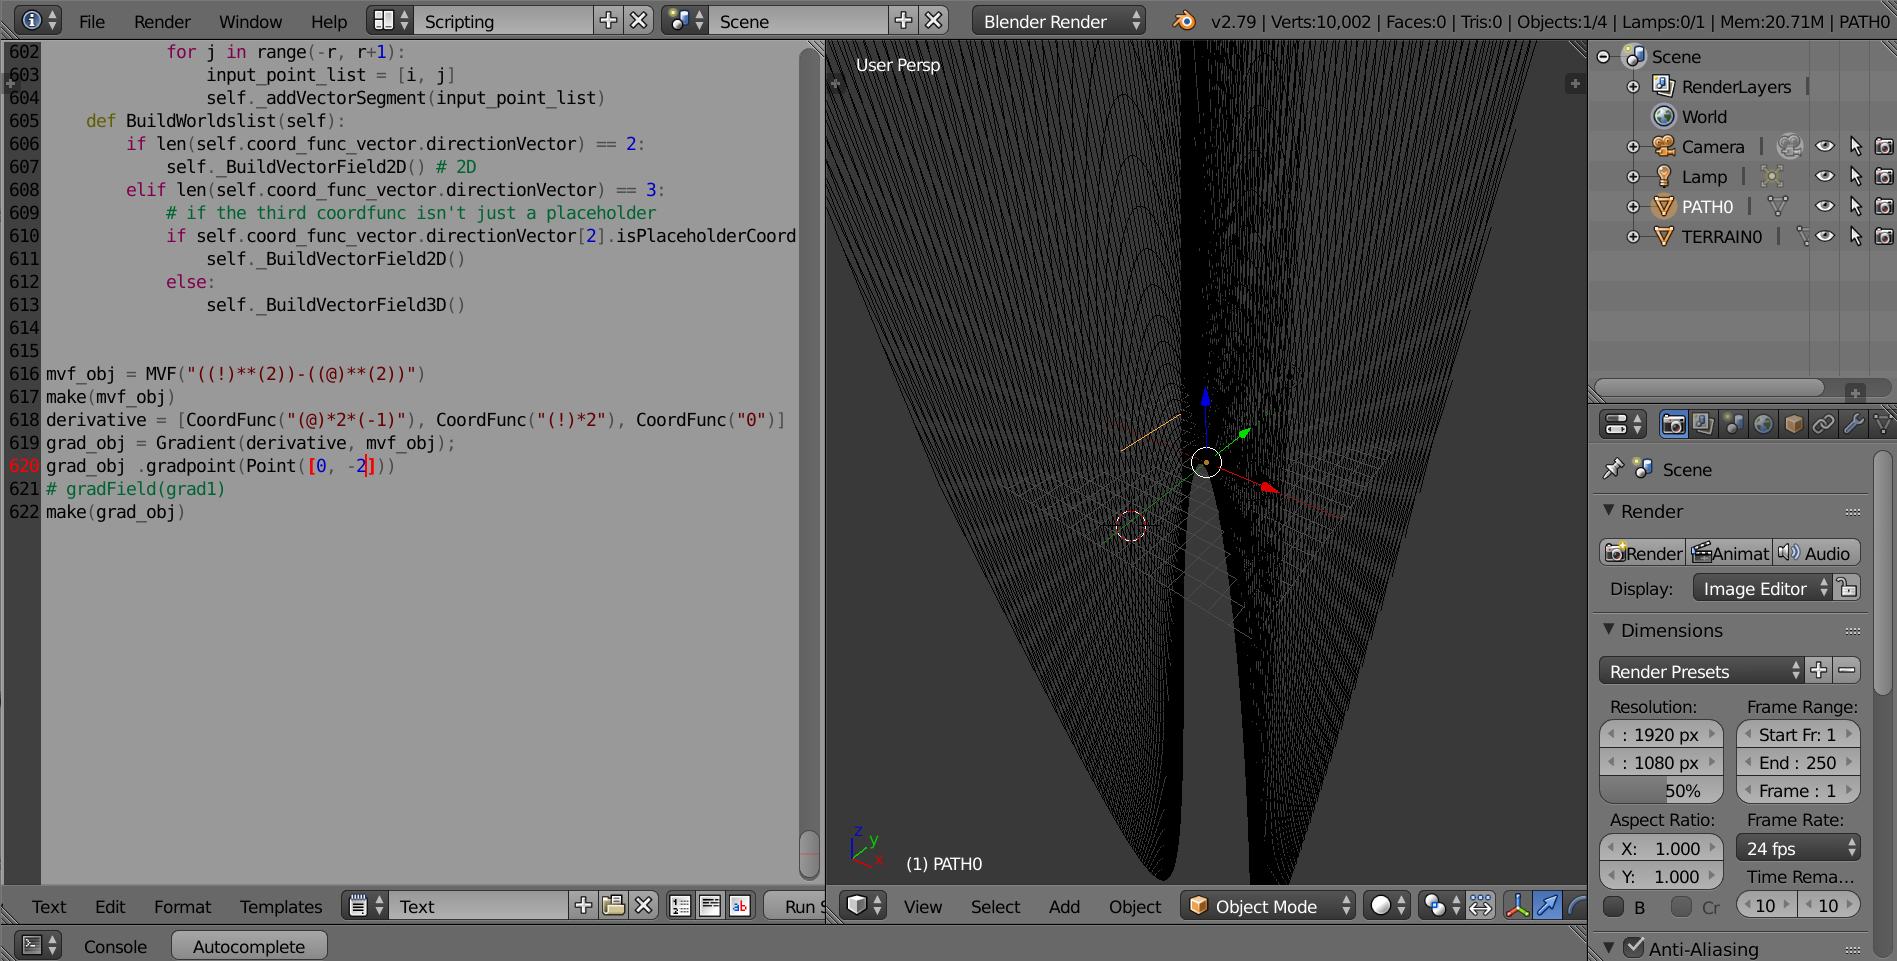 File Render Window Help Scripting Scene Blender Render v2.79 | Verts:10,002 | Faces:0 | Tris:0 | Objects:1/4 | Lamps:0/1 | Mem:20.71M | PATH0
602 for j in range(-r, r+1):
603 input_point_list = [i, j]
604 self._addVectorSegment(input_point_list)
605 def BuildWorldslist(self):
606 if len(self.coord_func_vector.directionVector) == 2:
607 self._BuildVectorField2D() # 2D
608 elif len(self.coord_func_vector.directionVector) == 3:
609 # if the third coordfunc isn't just a placeholder
610 if self.coord_func_vector.directionVector[2].isPlaceholderCoord
611 self._BuildVectorField2D()
612 else:
613 self._BuildVectorField3D()
614
615
616 mvf_obj = MVF("((!)**(2))-((@)**(2))")
617 make(mvf_obj)
618 derivative = [CoordFunc("(@)*2*(-1)"), CoordFunc("(!)*2"), CoordFunc("0")]
619 grad_obj = Gradient(derivative, mvf_obj);
620 grad_obj .gradpoint(Point([0, -2]))
621 # gradField(grad1)
622 make(grad_obj)
Text Edit Format Templates Text Run S
Console Autocomplete
User Persp
z
y
x
(1) PATH0
View Select Add Object Object Mode
Scene
RenderLayers
World
Camera
Lamp
PATH0
TERRAIN0
Scene
Render
Render Animat Audio
Display: Image Editor
Dimensions
Render Presets
Resolution: Frame Range:
: 1920 px Start Fr: 1
: 1080 px End : 250
50% Frame : 1
Aspect Ratio: Frame Rate:
X: 1.000 24 fps
Y: 1.000 Time Rema...
B Cr 10 10
Anti-Aliasing